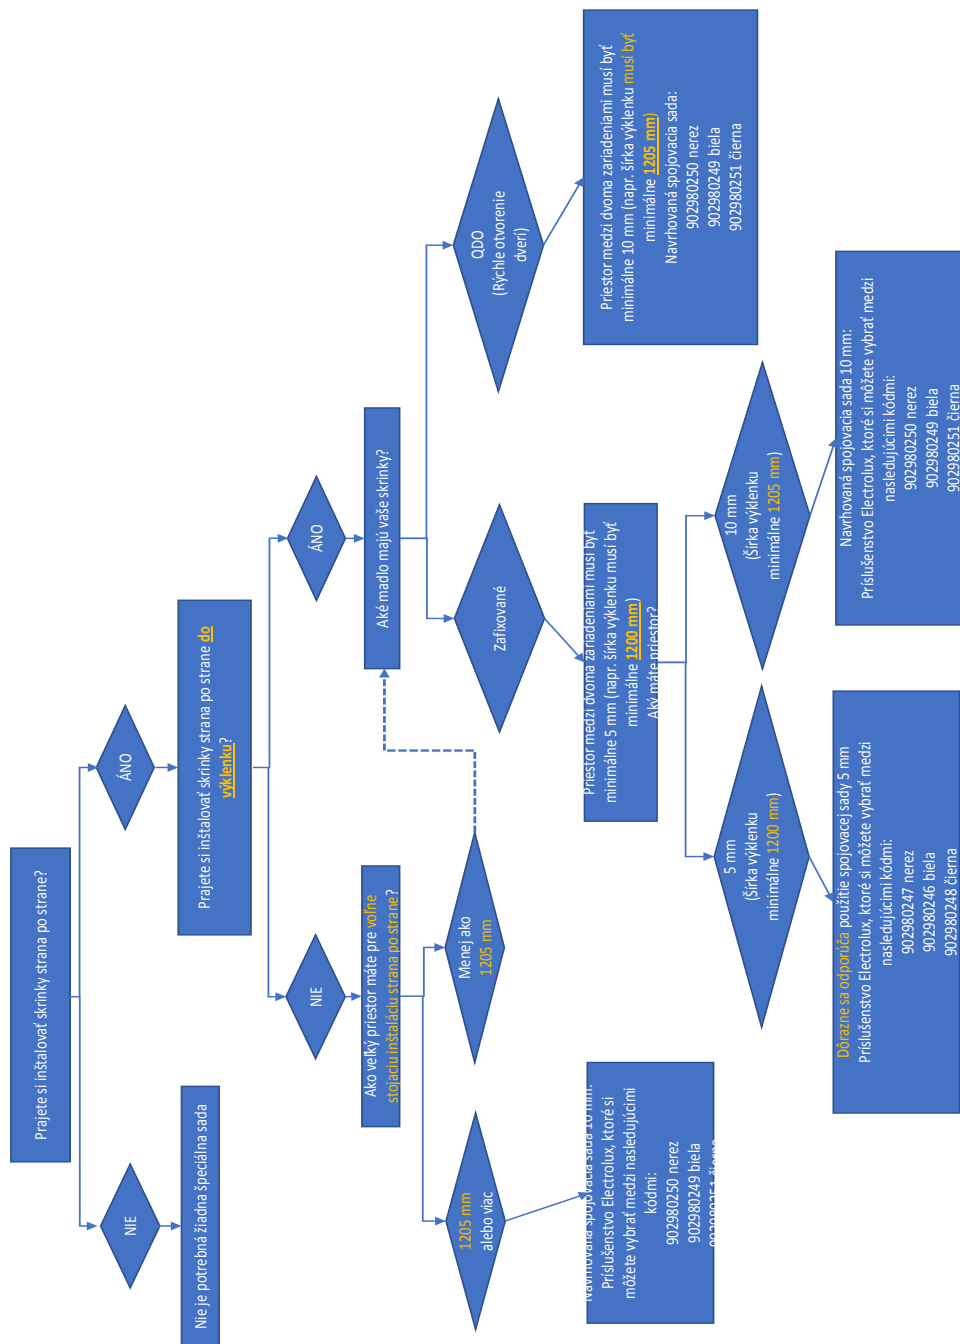 Prajete si inštalovať skrinky strana po strane?
NIE
ÁNO
Nie je potrebná žiadna špeciálna sada
Prajete si inštalovať skrinky strana po strane do
výklenku?
NIE
ÁNO
Ako veľký priestor máte pre voľne
stojaciu inštaláciu strana po strane?
Aké madlo majú vaše skrinky?
1205 mm
alebo viac
Menej ako
1205 mm
Zafixované
QDO
(Rýchle otvorenie
dverí)
Navrhovaná spojovacia sada 10 mm:
Príslušenstvo Electrolux, ktoré si
môžete vybrať medzi nasledujúcimi
kódmi:
902980250 nerez
902980249 biela
902980251 čierna
Priestor medzi dvoma zariadeniami musí byť
minimálne 5 mm (napr. šírka výklenku musí byť
minimálne 1200 mm)
Aký máte priestor?
Priestor medzi dvoma zariadeniami musí byť
minimálne 10 mm (napr. šírka výklenku musí byť
minimálne 1205 mm)
Navrhovaná spojovacia sada:
902980250 nerez
902980249 biela
902980251 čierna
5 mm
(Šírka výklenku
minimálne 1200 mm)
10 mm
(Šírka výklenku
minimálne 1205 mm)
Dôrazne sa odporúča použitie spojovacej sady 5 mm
Príslušenstvo Electrolux, ktoré si môžete vybrať medzi
nasledujúcimi kódmi:
902980247 nerez
902980246 biela
902980248 čierna
Navrhovaná spojovacia sada 10 mm:
Príslušenstvo Electrolux, ktoré si môžete vybrať medzi
nasledujúcimi kódmi:
902980250 nerez
902980249 biela
902980251 čierna